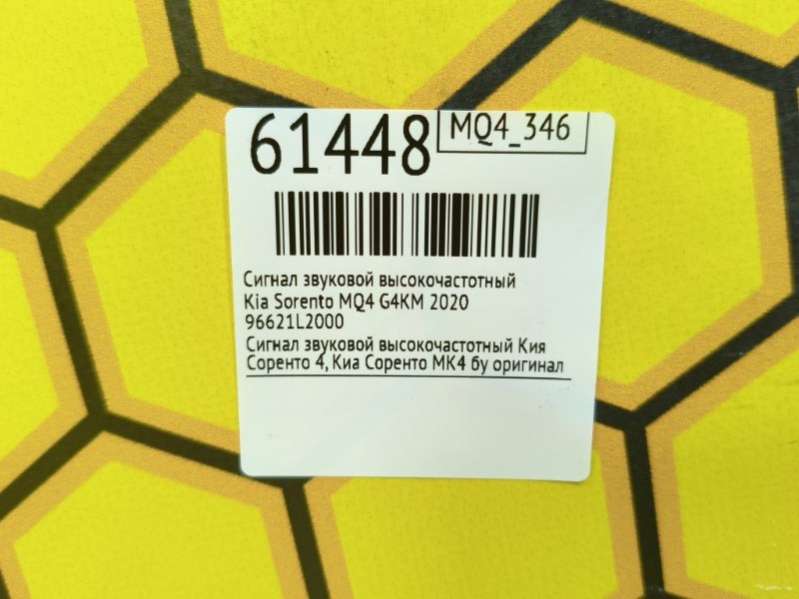 61448
MQ4_346
Сигнал звуковой высокочастотный
Kia Sorento MQ4 G4KM 2020
96621L2000
Сигнал звуковой высокочастотный Кия
Соренто 4, Киа Соренто МК4 бу оригинал